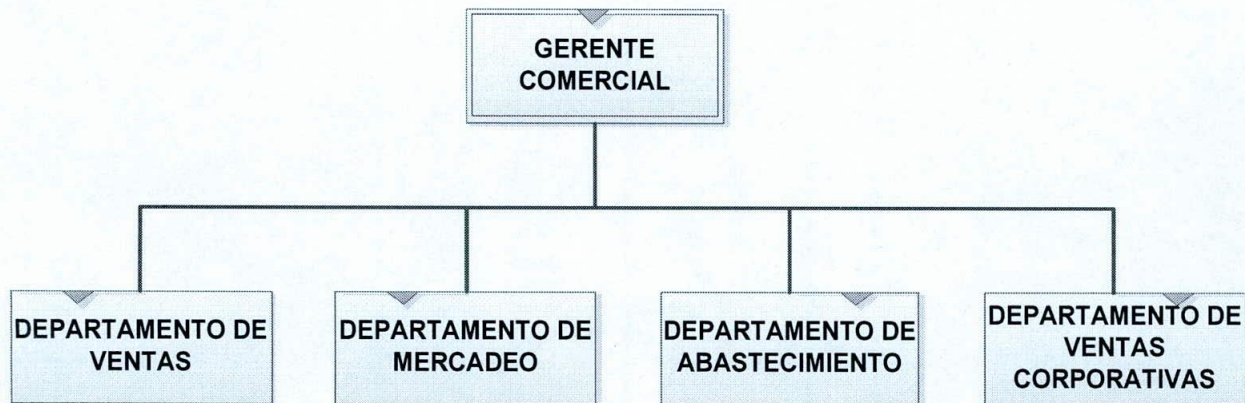 GERENTE
COMERCIAL
DEPARTAMENTO DE
VENTAS
DEPARTAMENTO DE
MERCADEO
DEPARTAMENTO DE
ABASTECIMIENTO
DEPARTAMENTO DE
VENTAS
CORPORATIVAS